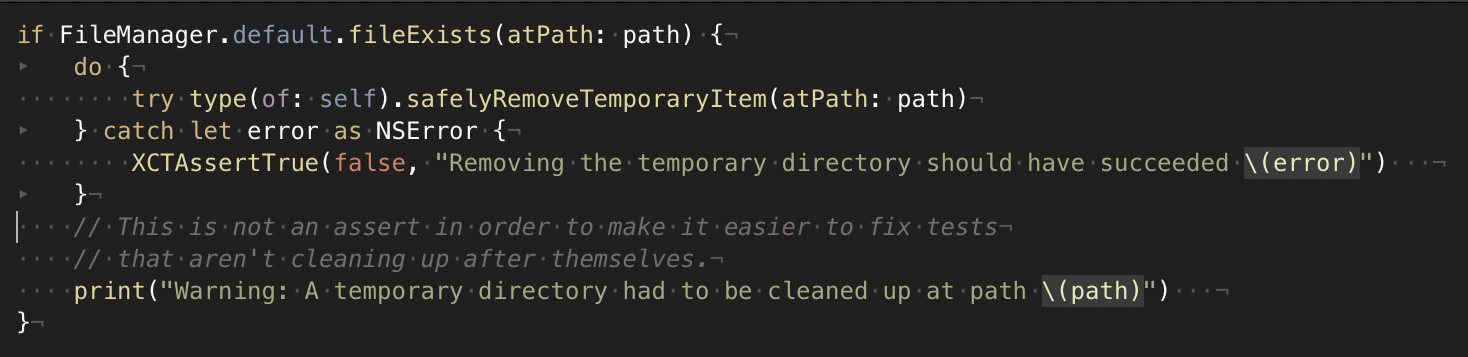 if FileManager.default.fileExists(atPath: path) {¬
▸   do {¬
········try type(of: self).safelyRemoveTemporaryItem(atPath: path)¬
▸   } catch let error as NSError {¬
········XCTAssertTrue(false, "Removing the temporary directory should have succeeded \(error)")···¬
▸   }¬
····// This is not an assert in order to make it easier to fix tests¬
····// that aren't cleaning up after themselves.¬
····print("Warning: A temporary directory had to be cleaned up at path \(path)")···¬
}¬